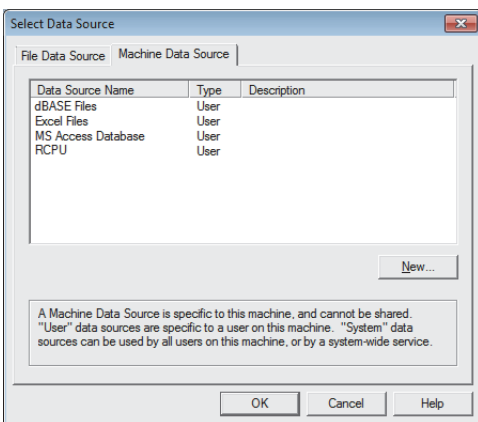 Select Data Source
File Data Source Machine Data Source
Data Source Name Type Description
dBASE Files User
Excel Files User
MS Access Database User
RCPU User
New...
A Machine Data Source is specific to this machine, and cannot be shared.
"User" data sources are specific to a user on this machine. "System" data
sources can be used by all users on this machine, or by a system-wide service.
OK Cancel Help